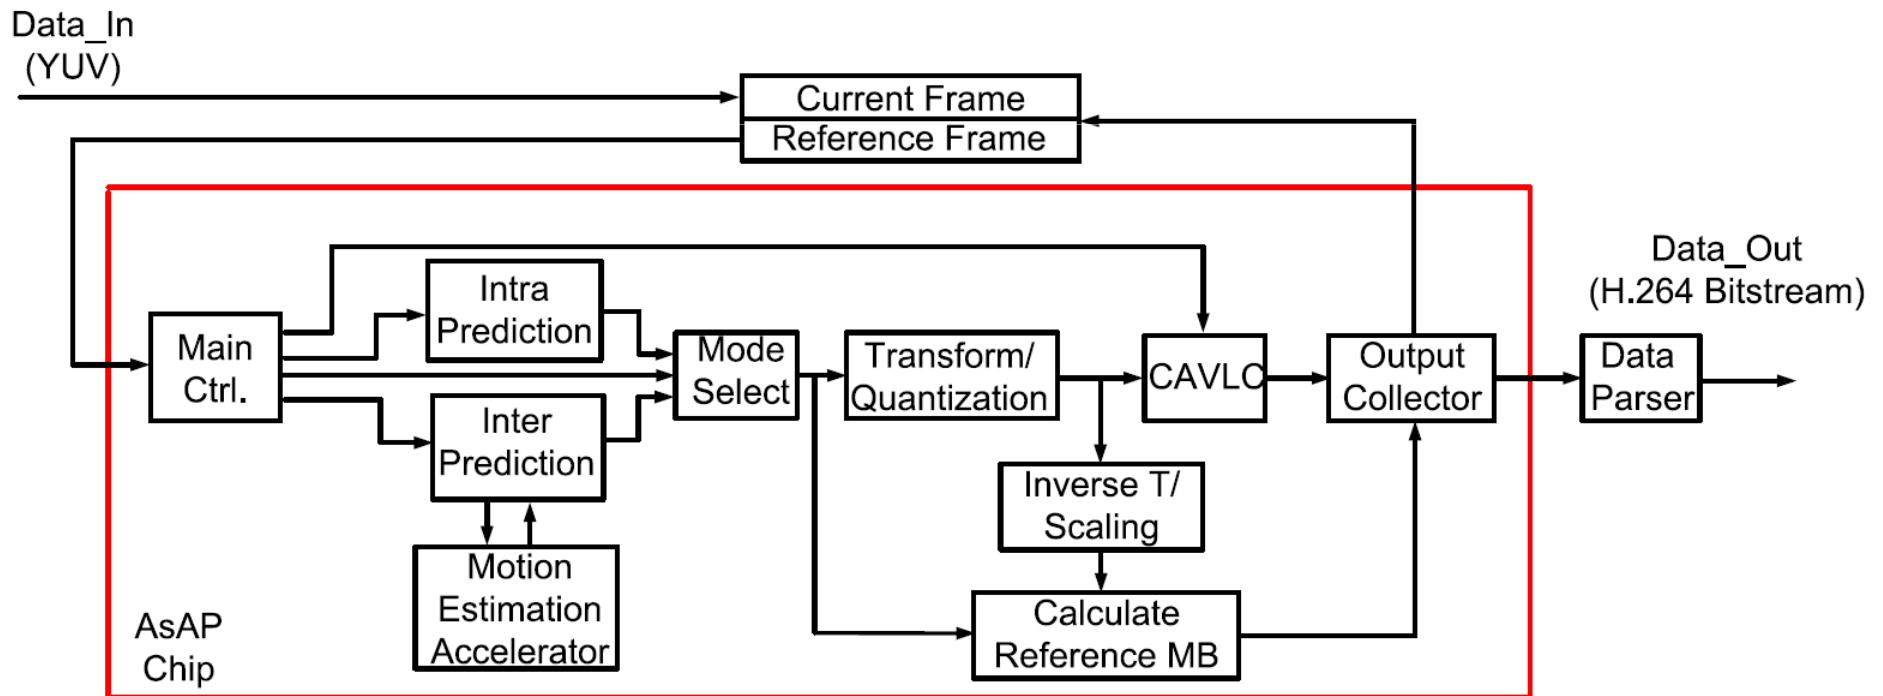 Data_In
(YUV)
Current Frame
Reference Frame
Data_Out
(H.264 Bitstream)
Intra
Prediction
Main
Ctrl.
Mode
Select
Transform/
Quantization
CAVLC
Output
Collector
Data
Parser
Inter
Prediction
Inverse T/
Scaling
Motion
Estimation
Accelerator
Calculate
Reference MB
AsAP
Chip